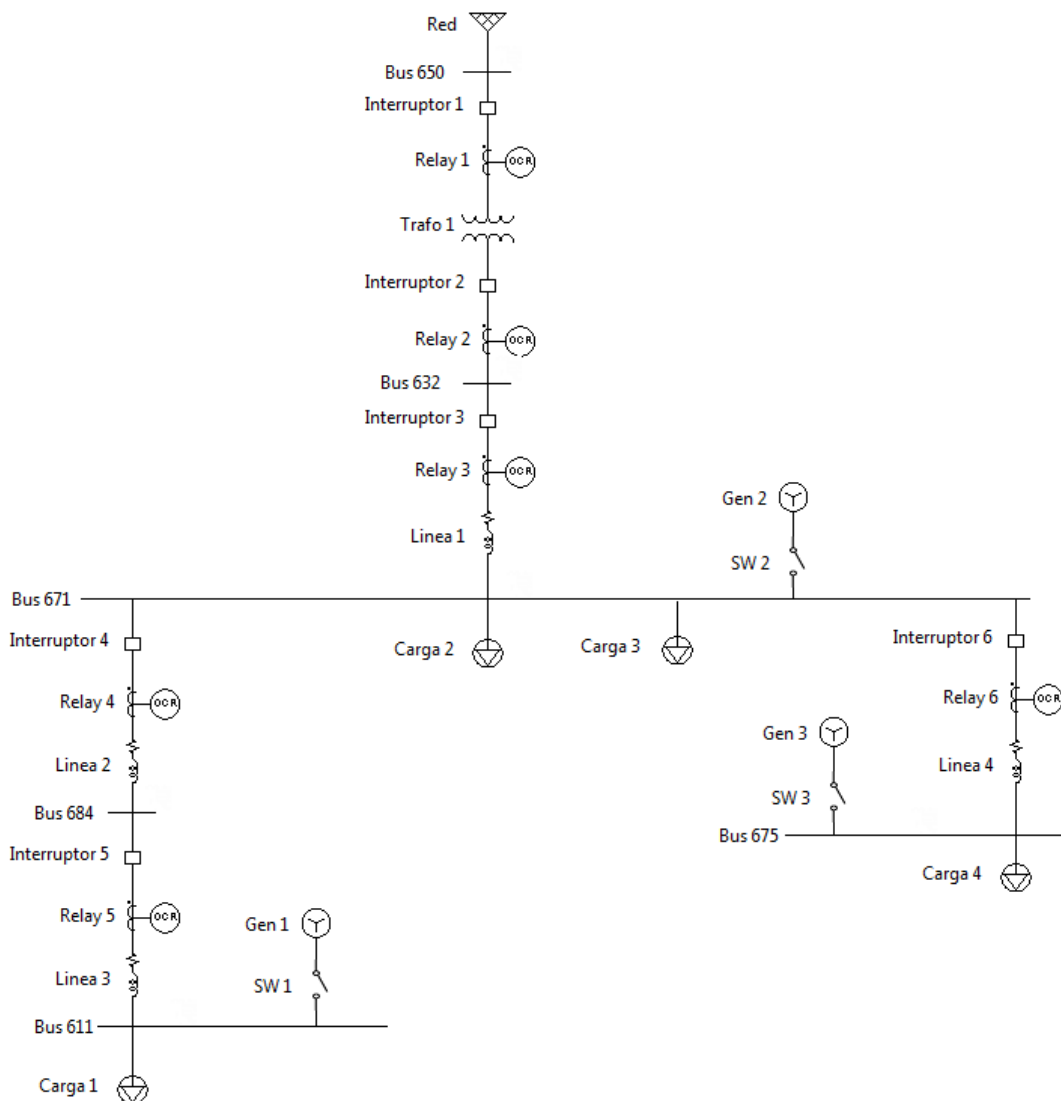 Red
Bus 650
Interruptor 1
Relay 1
OCR
Trafo 1
Interruptor 2
Relay 2
OCR
Bus 632
Interruptor 3
Relay 3
OCR
Gen 2
Linea 1
SW 2
Bus 671
Interruptor 4
Carga 2
Carga 3
Interruptor 6
Relay 4
OCR
Relay 6
OCR
Gen 3
Linea 2
Linea 4
SW 3
Bus 684
Bus 675
Interruptor 5
Carga 4
Relay 5
OCR
Gen 1
Linea 3
SW 1
Bus 611
Carga 1